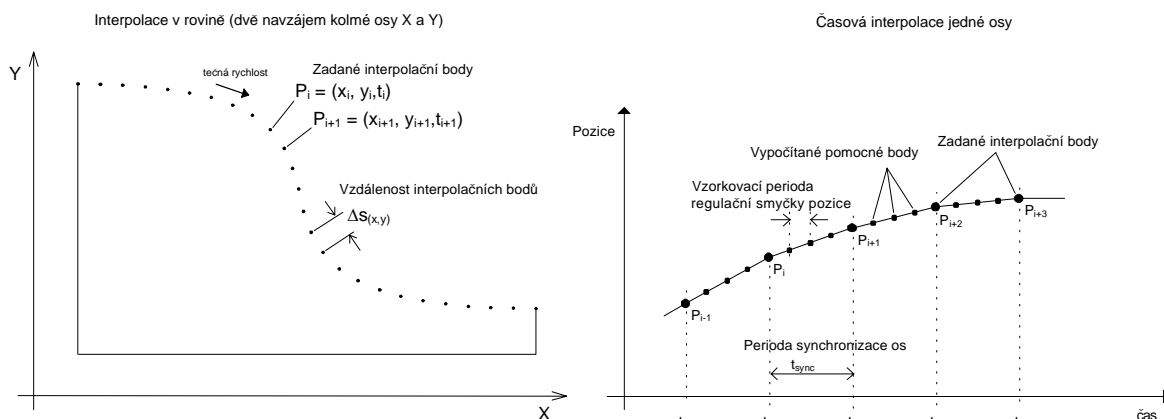 Interpolace v rovině (dvě navzájem kolmé osy X a Y)
Y
tečná rychlost
Zadané interpolační body
Pi = (xi, yi,ti)
Pi+1 = (xi+1, yi+1,ti+1)
Vzdálenost interpolačních bodů
Δs(x,y)
X
Časová interpolace jedné osy
Pozice
Zadané interpolační body
Vypočítané pomocné body
Vzorkovací perioda
regulační smyčky pozice
Pi-1
Pi
Pi+1
Pi+2
Pi+3
Perioda synchronizace os
tsync
čas